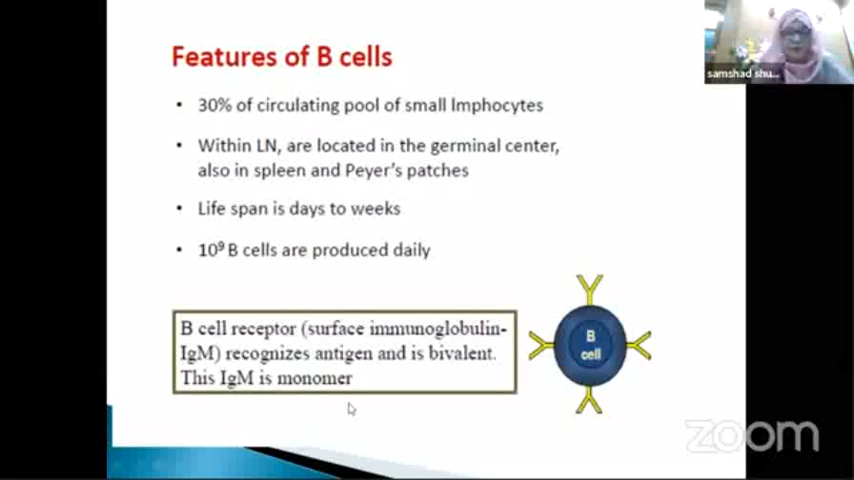 Features of B cells
samshad shu...
• 30% of circulating pool of small lmphocytes
• Within LN, are located in the germinal center,
also in spleen and Peyer's patches
• Life span is days to weeks
• 10⁹ B cells are produced daily
B cell receptor (surface immunoglobulin-
IgM) recognizes antigen and is bivalent.
This IgM is monomer
B
cell
zoom